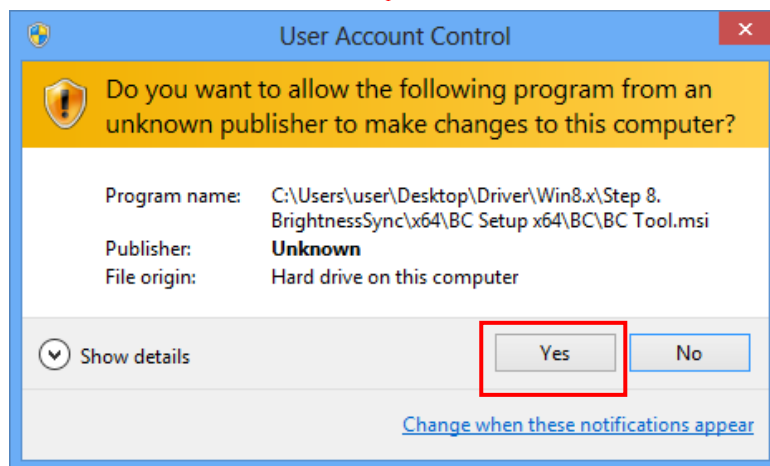 User Account Control
Do you want to allow the following program from an
unknown publisher to make changes to this computer?
Program name: C:\Users\user\Desktop\Driver\Win8.x\Step 8.
BrightnessSync\x64\BC Setup x64\BC\BC Tool.msi
Publisher: Unknown
File origin: Hard drive on this computer
Show details Yes No
Change when these notifications appear